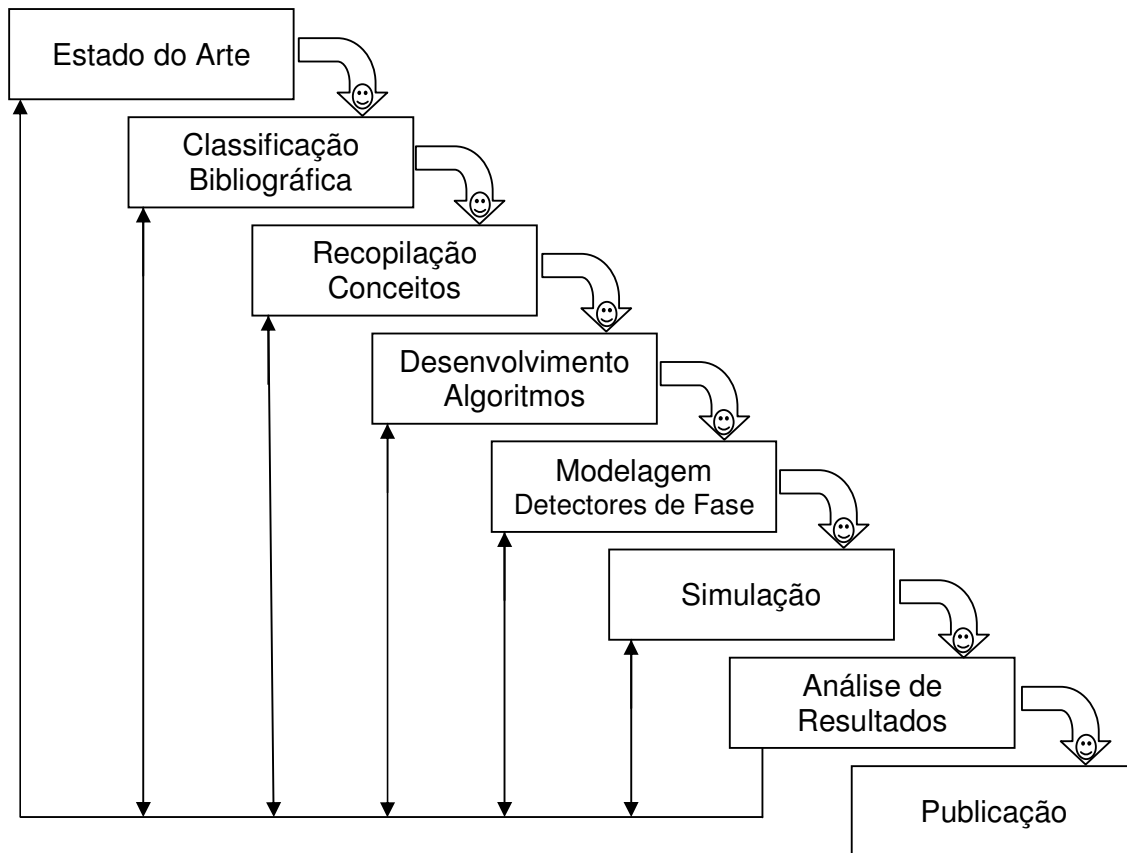 Estado do Arte
Classificação
Bibliográfica
Recopilação
Conceitos
Desenvolvimento
Algoritmos
Modelagem
Detectores de Fase
Simulação
Análise de
Resultados
Publicação